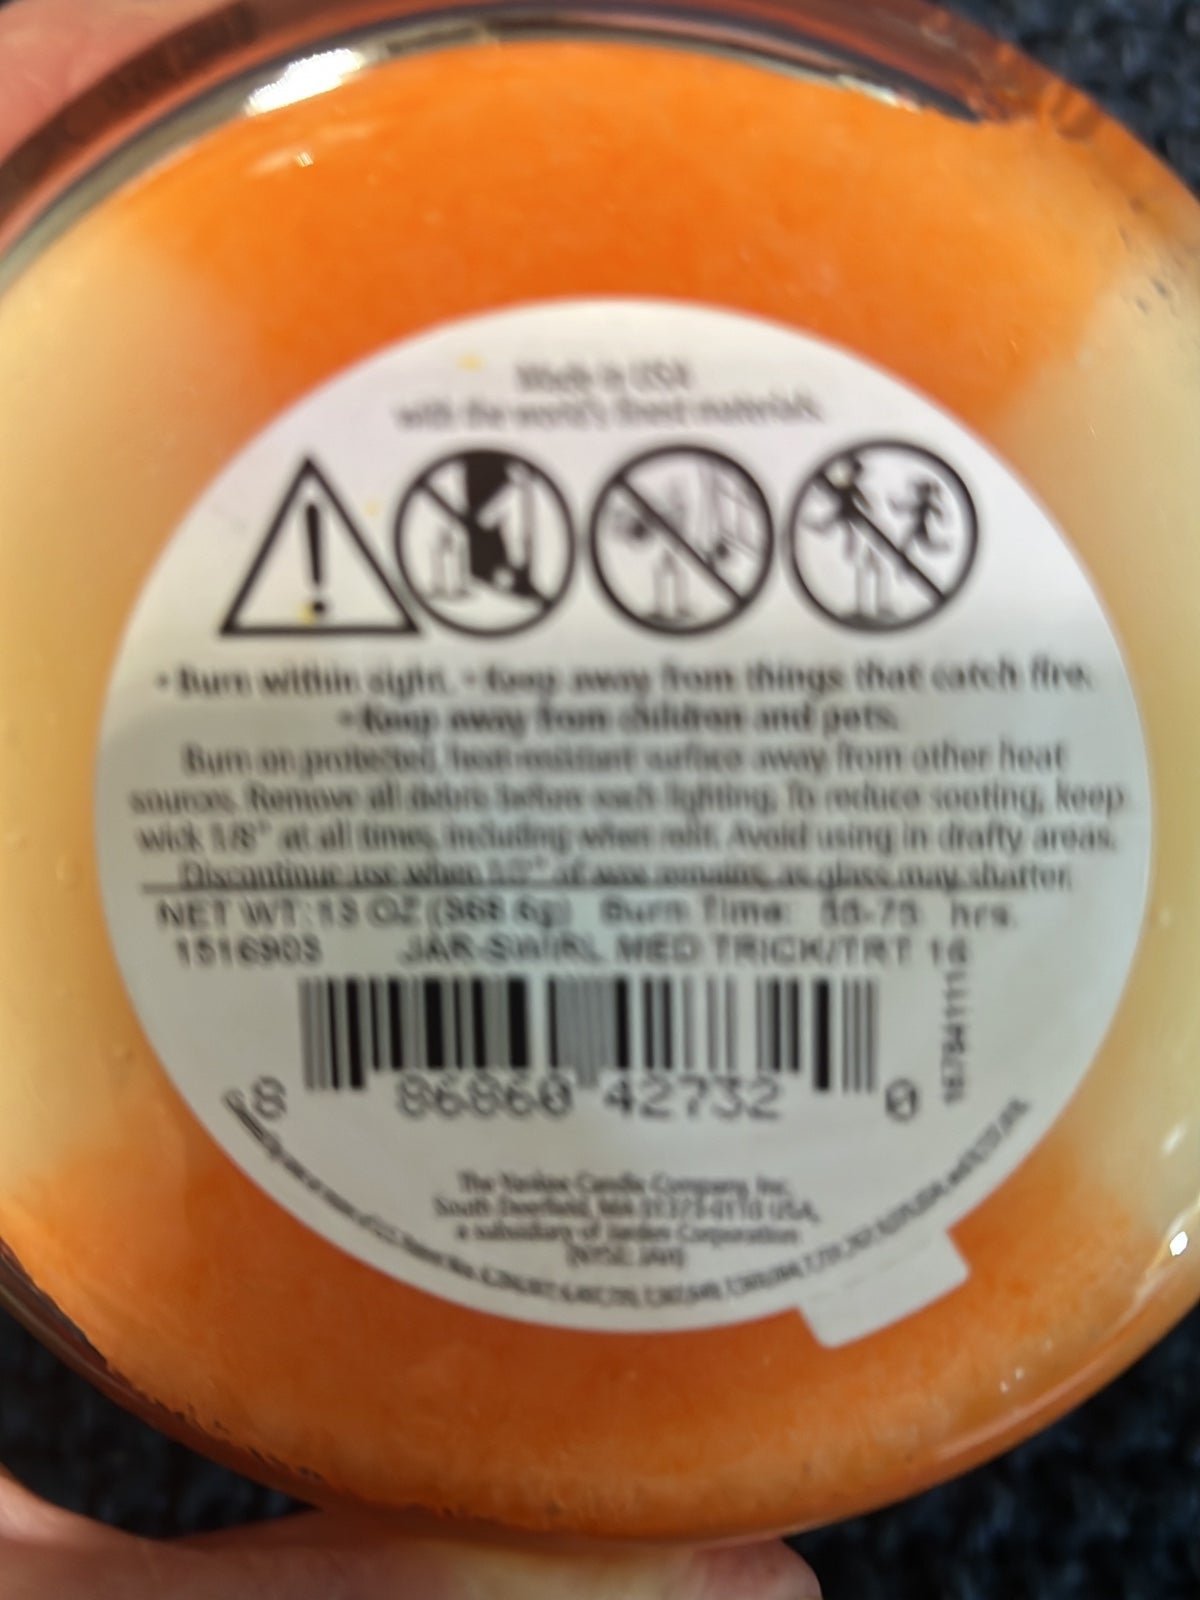 Made in USA
with the world's finest materials.
• Burn within sight. • Keep away from things that catch fire.
• Keep away from children and pets.
Burn on protected, heat-resistant surface away from other heat
sources. Remove all debris before each lighting. To reduce sooting, keep
wick 1/8" at all times, including when relit. Avoid using in drafty areas.
Discontinue use when 1/2" of wax remains, as glass may shatter.
NET WT: 13 OZ (368.6g) Burn Time: -75 hrs.
1516903 JAR-SWIRL MED TRICK/TRT 16
8 86860 42732 0
The Yankee Candle Company, Inc.
South Deerfield, MA 01373-0110 USA,
a subsidiary of Jarden Corporation
(NYSE: JAH)